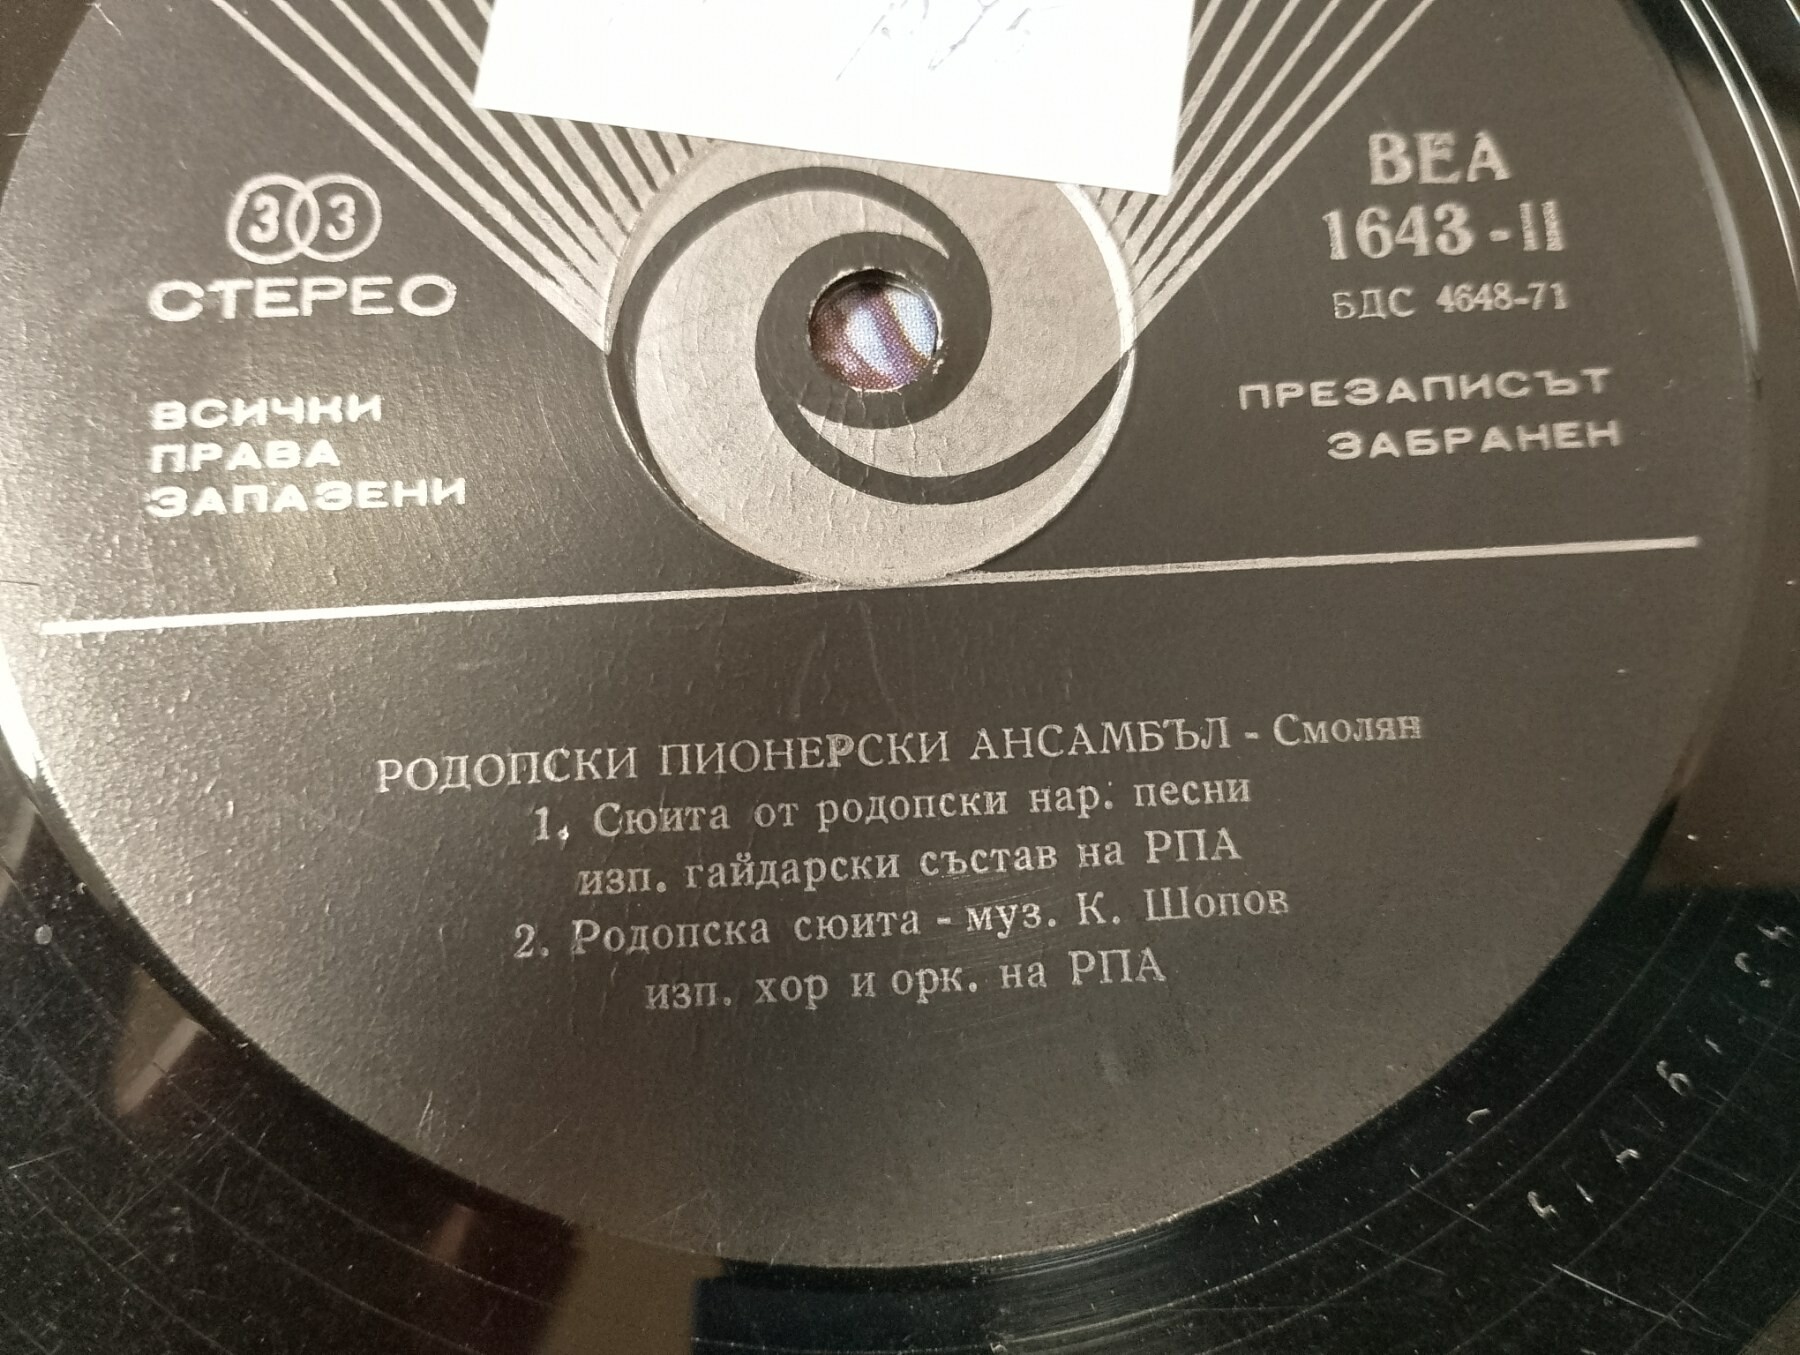 33
СТЕРЕО
ВСИЧКИ
ПРАВА
ЗАПАЗЕНИ
ВЕА
1643-II
БДС 4648-71
ПРЕЗАПИСЪТ
ЗАБРАНЕН
РОДОПСКИ ПИОНЕРСКИ АНСАМБЪЛ - Смолян
1. Сюита от родопски нар. песни
изп. гайдарски състав на РПА
2. Родопска сюита - муз. К. Шопов
изп. хор и орк. на РПА